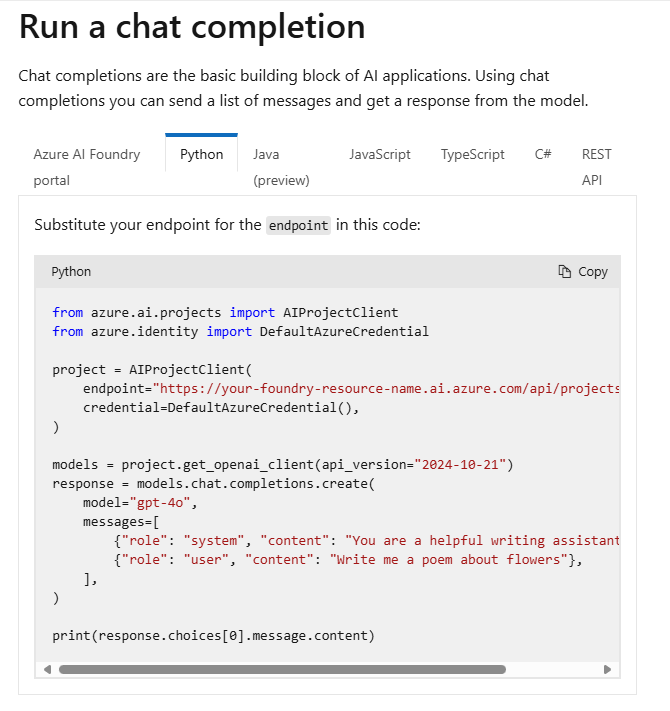 Run a chat completion
Chat completions are the basic building block of AI applications. Using chat
completions you can send a list of messages and get a response from the model.
Azure AI Foundry
portal
Python
Java
(preview)
JavaScript
TypeScript
C#
REST
API
Substitute your endpoint for the endpoint in this code:
Python
Copy
from azure.ai.projects import AIProjectClient
from azure.identity import DefaultAzureCredential
project = AIProjectClient(
    endpoint="https://your-foundry-resource-name.ai.azure.com/api/projects
    credential=DefaultAzureCredential(),
)
models = project.get_openai_client(api_version="2024-10-21")
response = models.chat.completions.create(
    model="gpt-4o",
    messages=[
        {"role": "system", "content": "You are a helpful writing assistant
        {"role": "user", "content": "Write me a poem about flowers"},
    ],
)
print(response.choices[0].message.content)